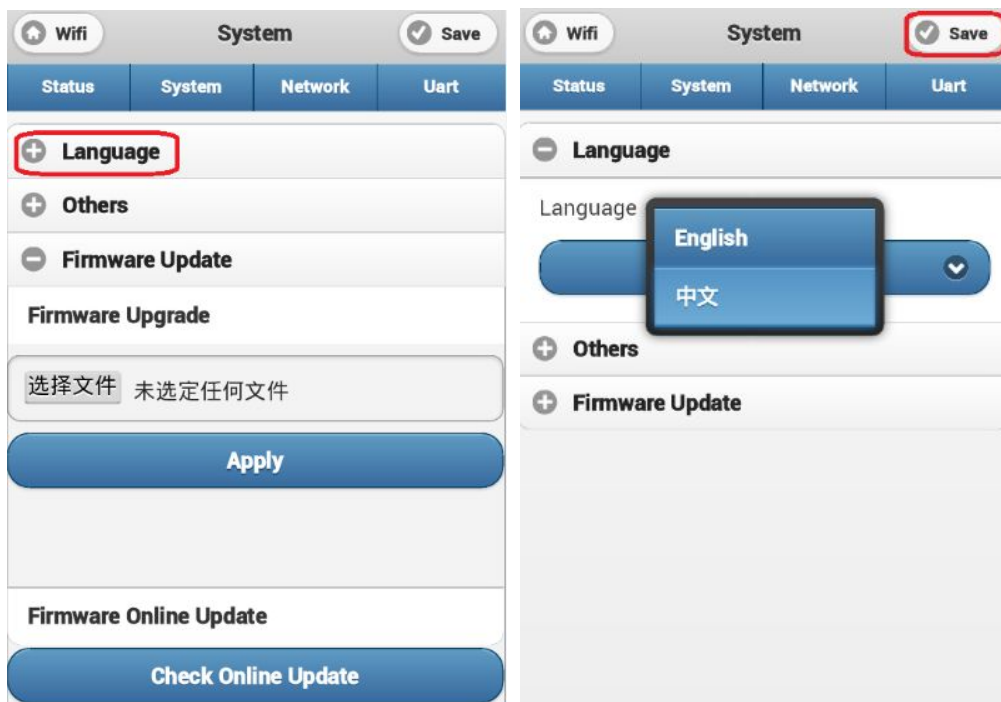 Wifi System Save
Status System Network Uart
Language
Others
Firmware Update
Firmware Upgrade
选择文件 未选定任何文件
Apply
Firmware Online Update
Check Online Update
Wifi System Save
Status System Network Uart
Language
Language
English
中文
Others
Firmware Update